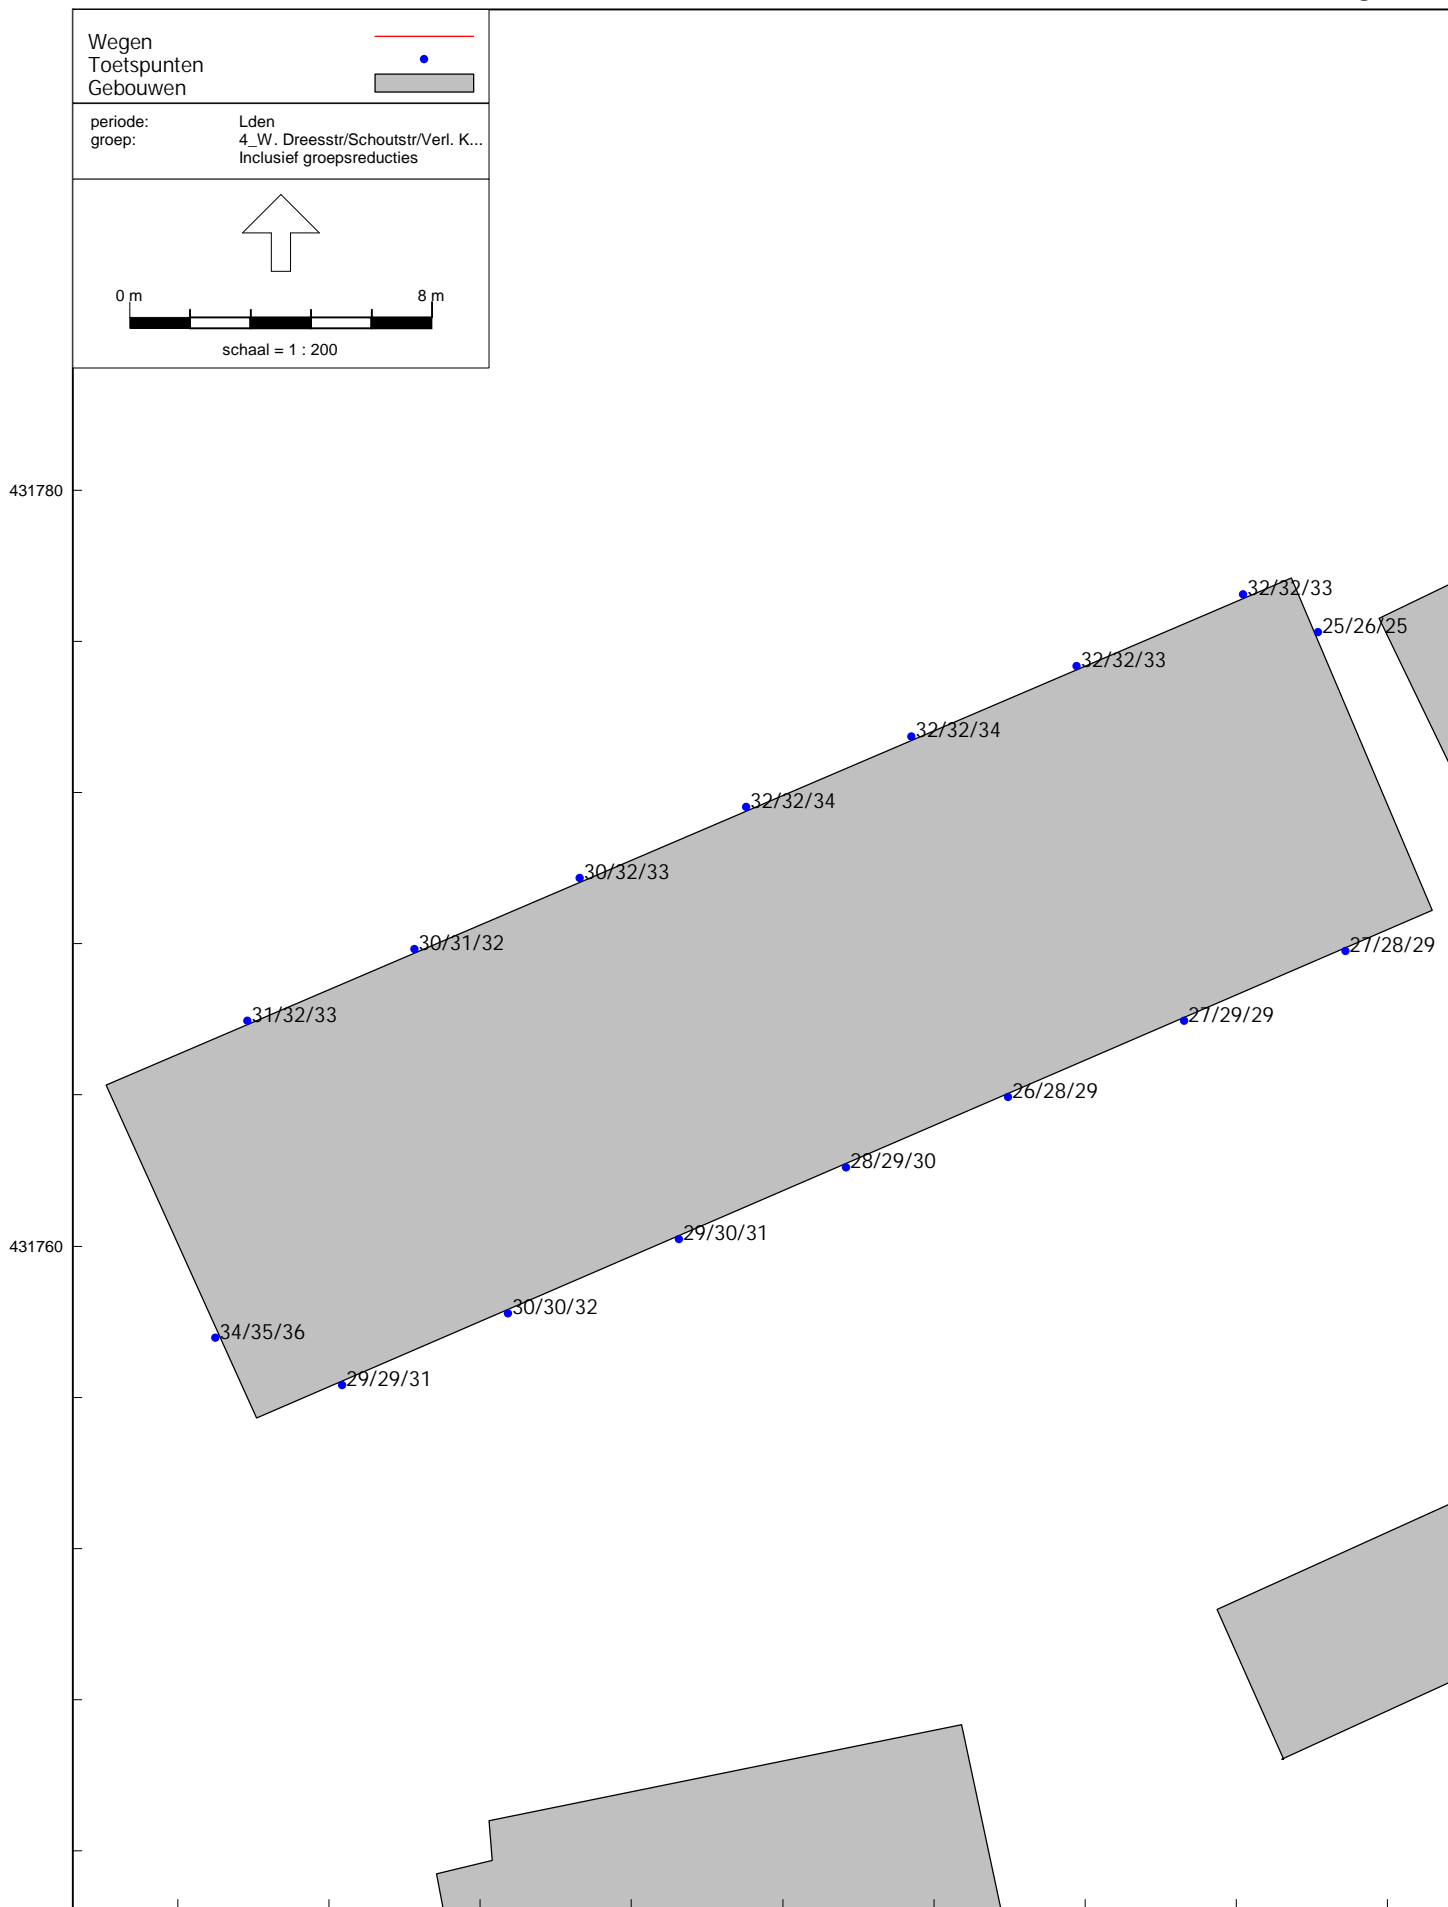 Wegen
Toetspunten
Gebouwen
periode: Lden
groep: 4_W. Dreesstr/Schoutstr/Verl. K...
Inclusief groepsreducties
0 m 8 m
schaal = 1 : 200
431780
32/32/33
25/26/25
32/32/33
32/32/34
32/32/34
30/32/33
30/31/32
27/28/29
31/32/33
27/29/29
26/28/29
28/29/30
29/30/31
431760
30/30/32
34/35/36
29/29/31